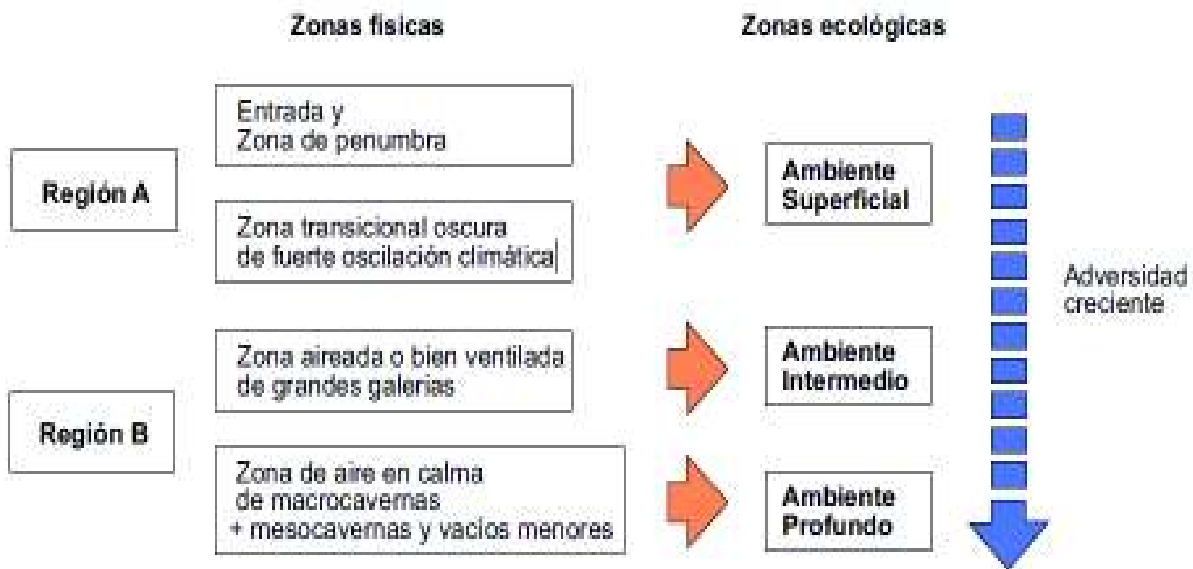 Zonas fisicas
Zonas ecológicas
Región A
Entrada y
Zona de penumbra
Zona transicional oscura
de fuerte oscilación climática
Ambiente
Superficial
Región B
Zona aireada o bien ventilada
de grandes galerias
Ambiente
Intermedio
Zona de aire en calma
de macrocavernas
+ mesocavernas y vacios menores
Ambiente
Profundo
Adversidad
creciente